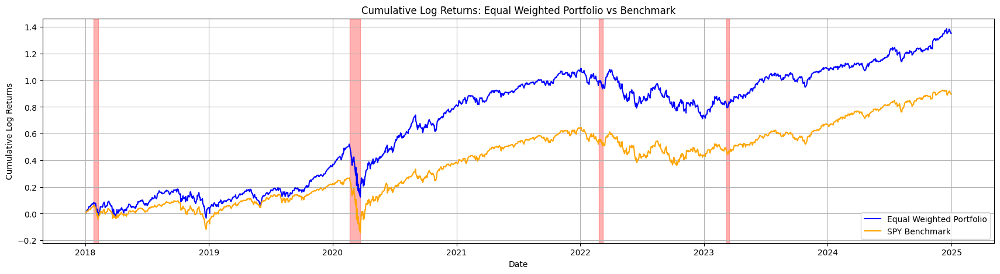 Cumulative Log Returns: Equal Weighted Portfolio vs Benchmark
Cumulative Log Returns
1.4
1.2
1.0
0.8
0.6
0.4
0.2
0.0
−0.2
Equal Weighted Portfolio
SPY Benchmark
2018 2019 2020 2021 2022 2023 2024 2025
Date